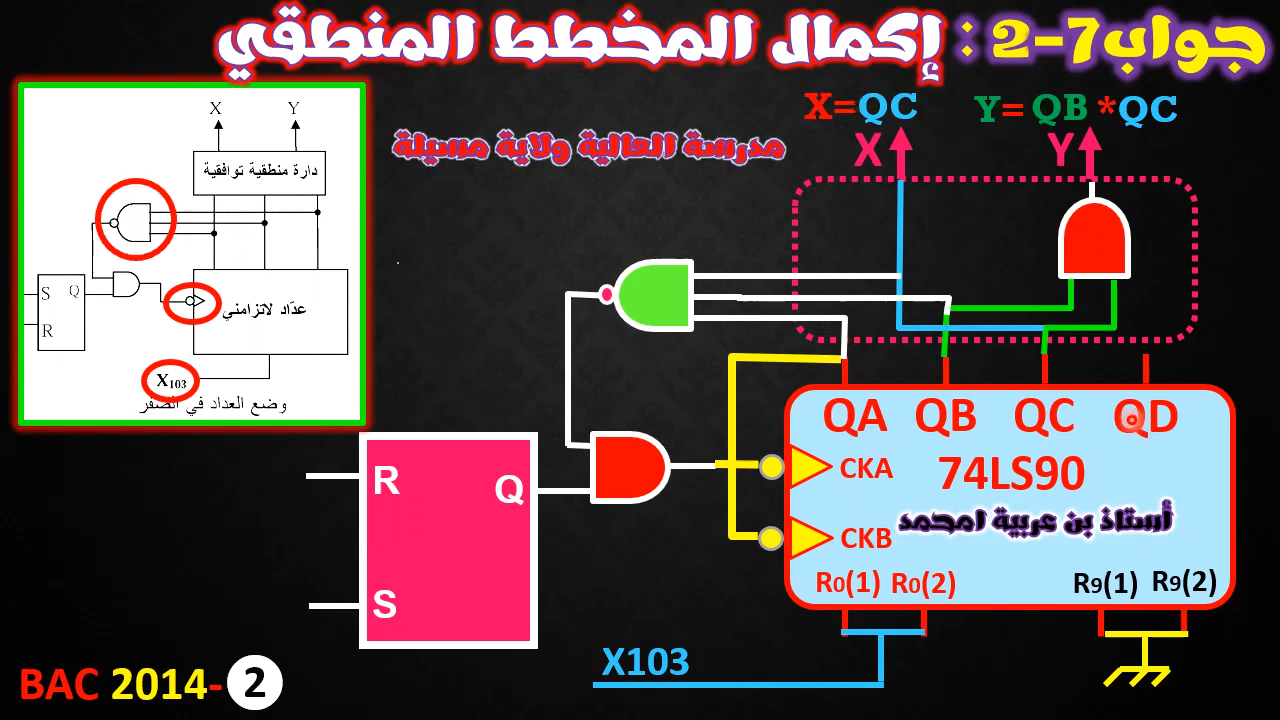 جواب7-2 : إكمال المخطط المنطقي
X Y
دارة منطقية توافقية
S Q
R
عدّاد لاتزامني
X103
وضع العداد في الصفر
مدرسة العالية ولاية مسيلة
X=QC Y= QB *QC
X Y
QA QB QC QD
CKA 74LS90
أستاذ بن عربية امحمد
CKB
R0(1) R0(2) R9(1) R9(2)
R Q
S
X103
BAC 2014- 2